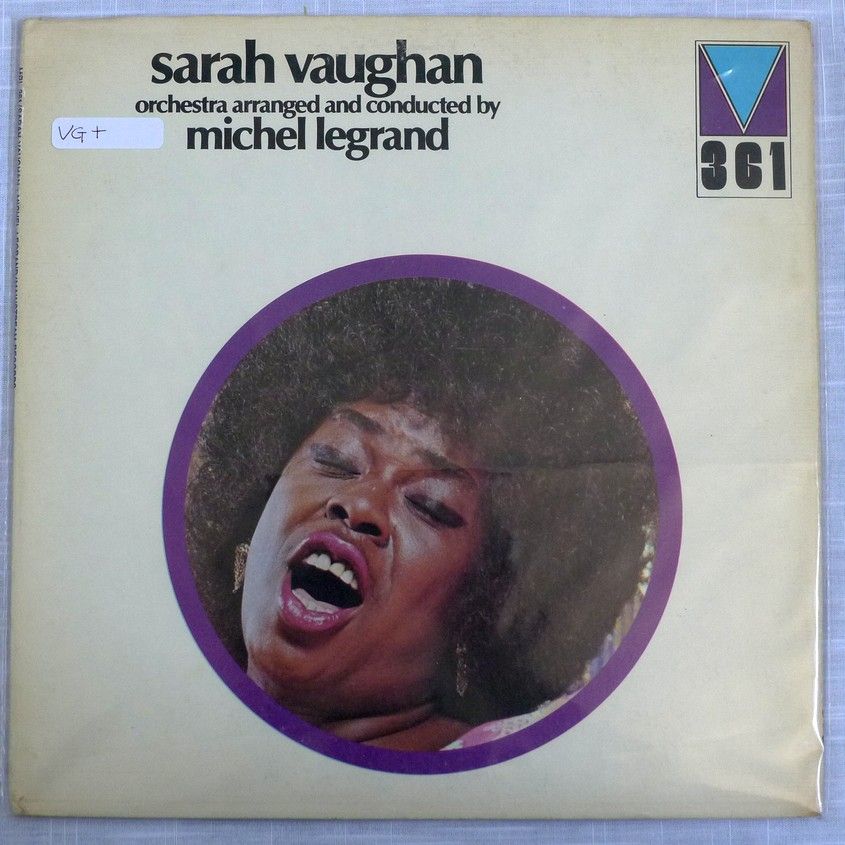 sarah vaughan
orchestra arranged and conducted by
michel legrand
VG+
361